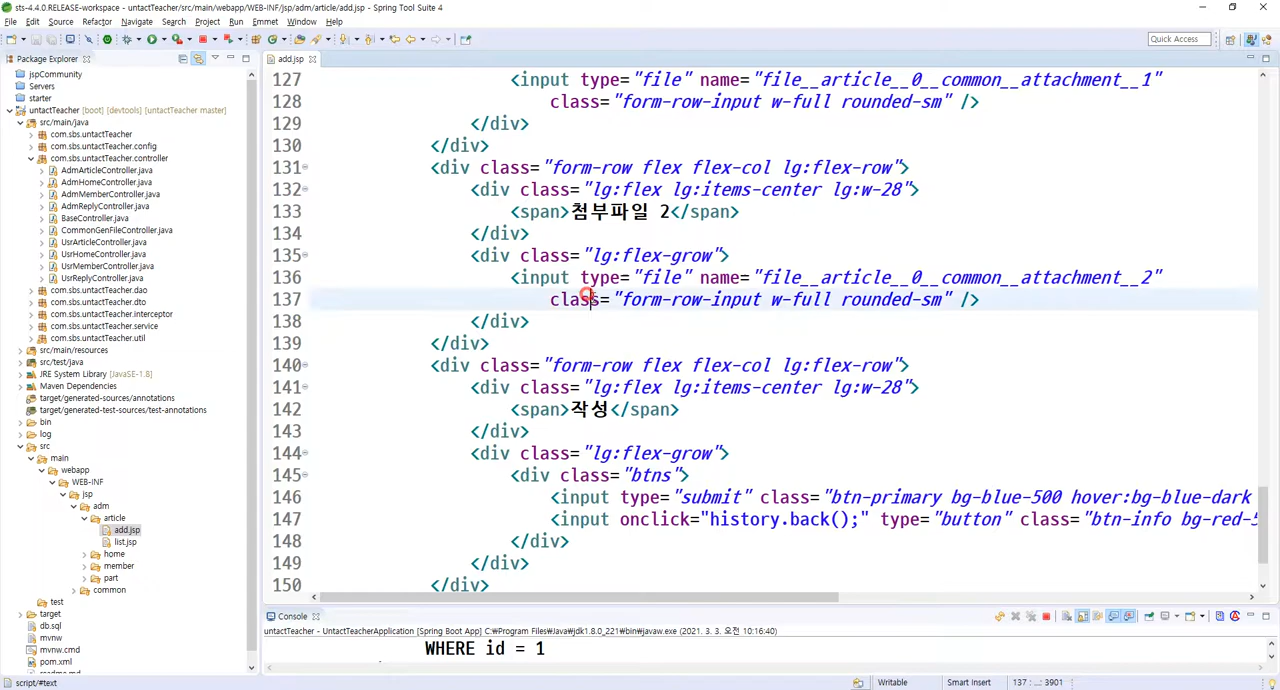 sts-4.4.0.RELEASE-workspace - untactTeacher/src/main/webapp/WEB-INF/jsp/adm/article/add.jsp - Spring Tool Suite 4
File Edit Source Refactor Navigate Search Project Run Emmet Window Help
Quick Access
Package Explorer
add.jsp
jspCommunity
Servers
starter
untactTeacher [boot] [devtools] [untactTeacher master]
src/main/java
com.sbs.untactTeacher
com.sbs.untactTeacher.config
com.sbs.untactTeacher.controller
AdmArticleController.java
AdmHomeController.java
AdmMemberController.java
AdmReplyController.java
BaseController.java
CommonGenFileController.java
UsrArticleController.java
UsrHomeController.java
UsrMemberController.java
UsrReplyController.java
com.sbs.untactTeacher.dao
com.sbs.untactTeacher.dto
com.sbs.untactTeacher.interceptor
com.sbs.untactTeacher.service
com.sbs.untactTeacher.util
src/main/resources
src/test/java
JRE System Library [JavaSE-1.8]
Maven Dependencies
target/generated-sources/annotations
target/generated-test-sources/test-annotations
bin
log
src
main
webapp
WEB-INF
jsp
adm
article
add.jsp
list.jsp
home
member
part
common
test
target
db.sql
mvnw
mvnw.cmd
pom.xml
127 <input type="file" name="file__article__0__common__attachment__1"
128 class="form-row-input w-full rounded-sm" />
129 </div>
130 </div>
131 <div class="form-row flex flex-col lg:flex-row">
132 <div class="lg:flex lg:items-center lg:w-28">
133 <span>첨부파일 2</span>
134 </div>
135 <div class="lg:flex-grow">
136 <input type="file" name="file__article__0__common__attachment__2"
137 class="form-row-input w-full rounded-sm" />
138 </div>
139 </div>
140 <div class="form-row flex flex-col lg:flex-row">
141 <div class="lg:flex lg:items-center lg:w-28">
142 <span>작성</span>
143 </div>
144 <div class="lg:flex-grow">
145 <div class="btns">
146 <input type="submit" class="btn-primary bg-blue-500 hover:bg-blue-dark
147 <input onclick="history.back();" type="button" class="btn-info bg-red-5
148 </div>
149 </div>
150 </div>
Console
untactTeacher - UntactTeacherApplication [Spring Boot App] C:\Program Files\Java\jdk1.8.0_221\bin\javaw.exe (2021. 3. 3. 오전 10:16:40)
WHERE id = 1
script/#text
Writable
Smart Insert
137 : ...: 3901